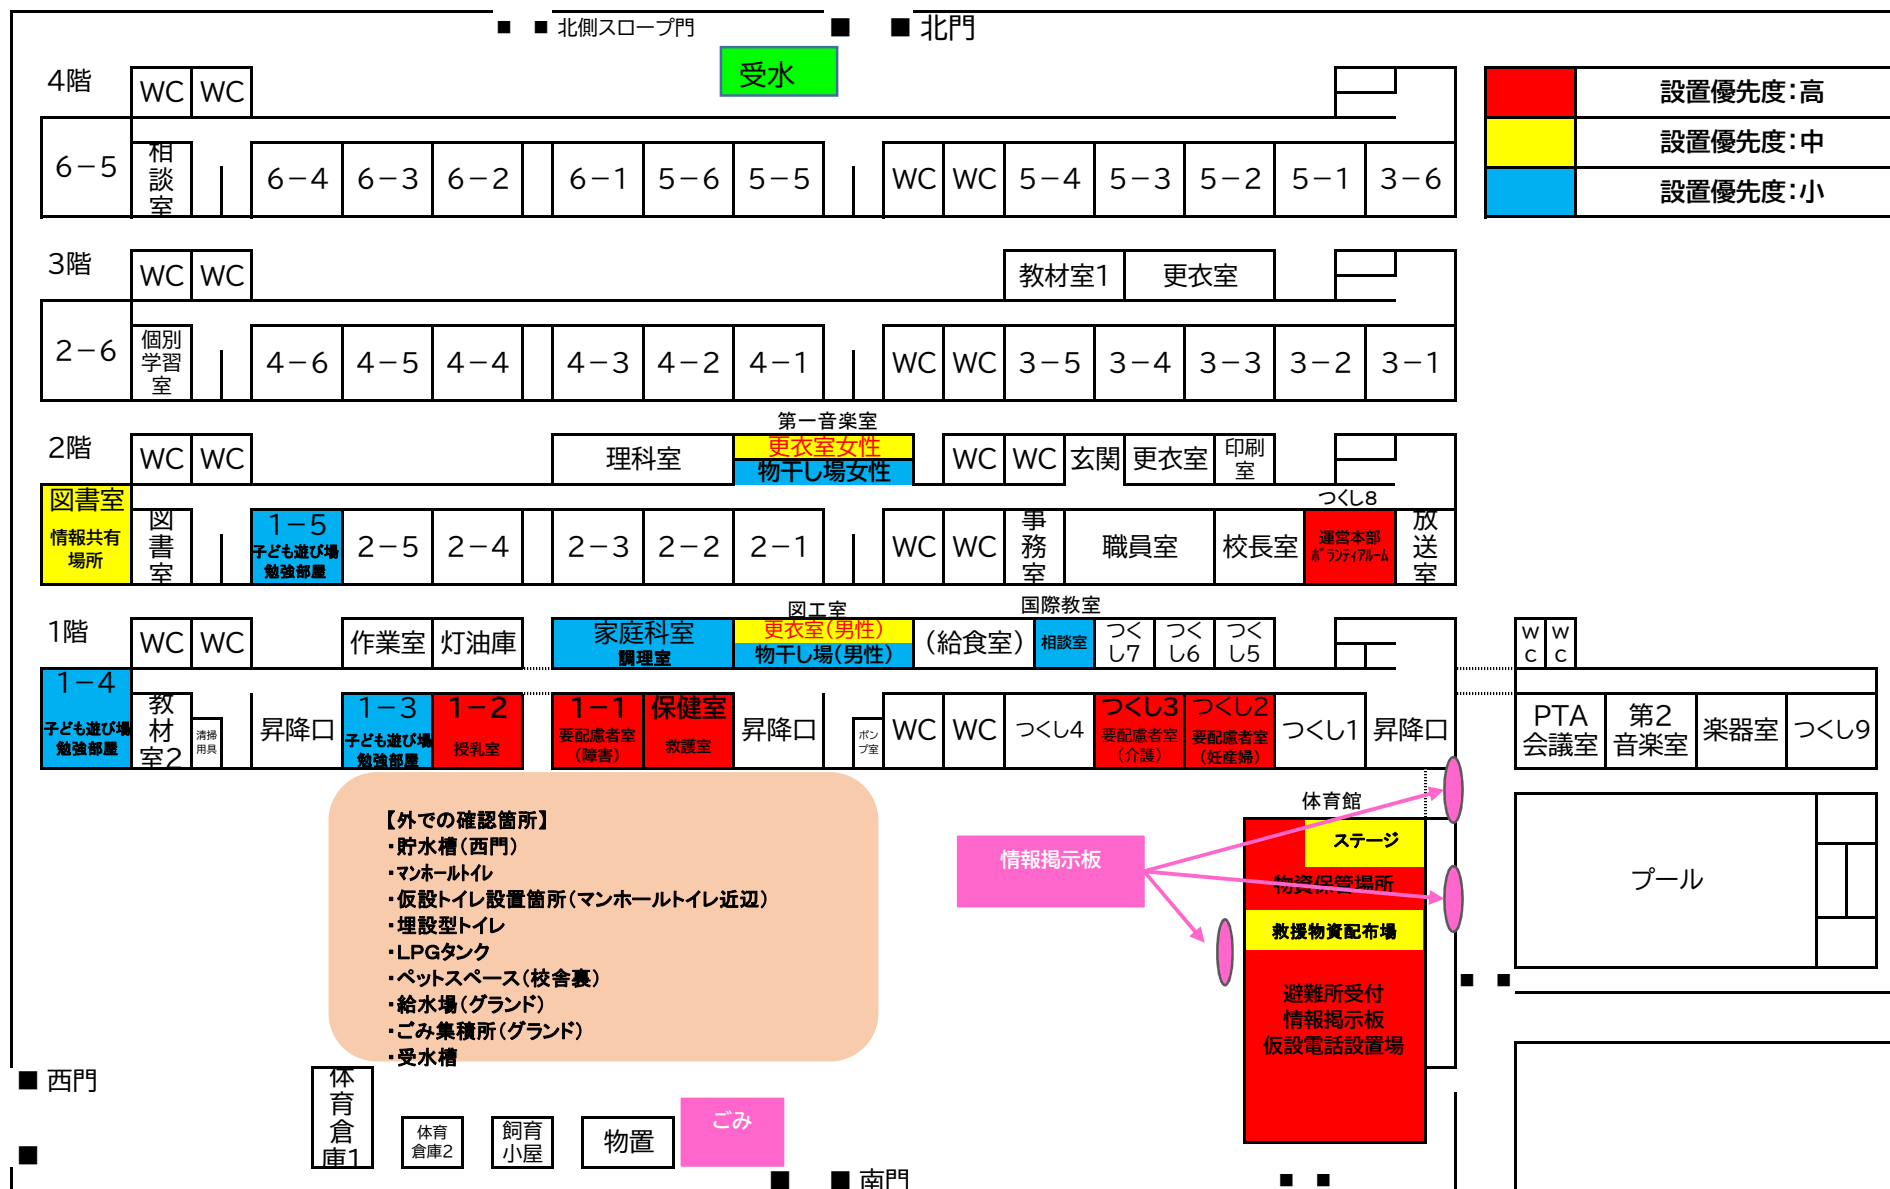 北側スロープ門
北門
受水
4階
WC WC
設置優先度：高
設置優先度：中
設置優先度：小
6－5
相
談
室
6－4 6－3 6－2 6－1 5－6 5－5 WC WC 5－4 5－3 5－2 5－1 3－6
3階
WC WC
教材室1 更衣室
2－6
個別
学習
室
4－6 4－5 4－4 4－3 4－2 4－1 WC WC 3－5 3－4 3－3 3－2 3－1
第一音楽室
2階
WC WC
理科室
更衣室女性
物干し場女性
WC WC 玄関 更衣室
印刷
室
図書室
情報共有
場所
図
書
室
1－5
子ども遊び場
勉強部屋
2－5 2－4 2－3 2－2 2－1 WC WC
事
務
室
職員室 校長室
つくし8
運営本部
ボランティアルーム
放
送
室
図工室
国際教室
1階
WC WC 作業室 灯油庫
家庭科室
調理室
更衣室（男性）
物干し場（男性）
（給食室）
相談室
つく
し7
つく
し6
つく
し5
W
C
W
C
1－4
子ども遊び場
勉強部屋
教
材
室2
清掃
用具
昇降口
1－3
子ども遊び場
勉強部屋
1－2
授乳室
1－1
要配慮者室
（障害）
保健室
救護室
昇降口
ポン
プ室
WC WC つくし4
つくし3
要配慮者室
（介護）
つくし2
要配慮者室
（妊産婦）
つくし1 昇降口
PTA
会議室
第2
音楽室
楽器室 つくし9
【外での確認箇所】
・貯水槽（西門）
・マンホールトイレ
・仮設トイレ設置箇所（マンホールトイレ近辺）
・埋設型トイレ
・LPGタンク
・ペットスペース（校舎裏）
・給水場（グランド）
・ごみ集積所（グランド）
・受水槽
情報掲示板
体育館
ステージ
物資保管場所
救援物資配布場
避難所受付
情報掲示板
仮設電話設置場
プール
西門
体
育
倉
庫1
体育
倉庫2
飼育
小屋
物置
ごみ
南門